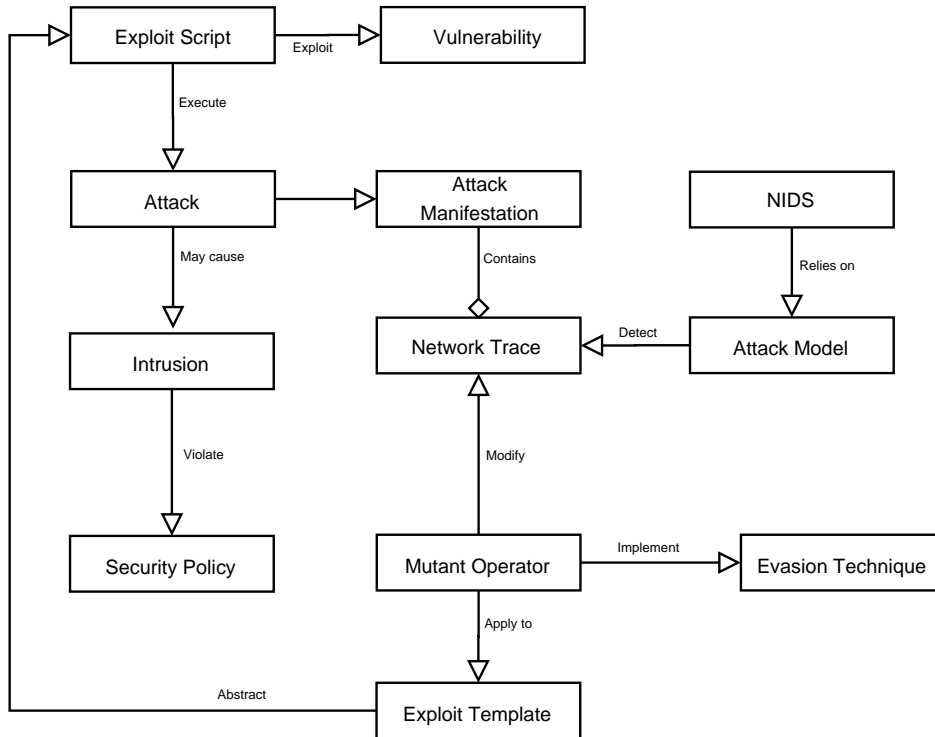 Exploit Script
Exploit
Vulnerability
Execute
Attack
Attack
Manifestation
NIDS
May cause
Contains
Relies on
Intrusion
Network Trace
Detect
Attack Model
Violate
Modify
Security Policy
Mutant Operator
Implement
Evasion Technique
Apply to
Abstract
Exploit Template